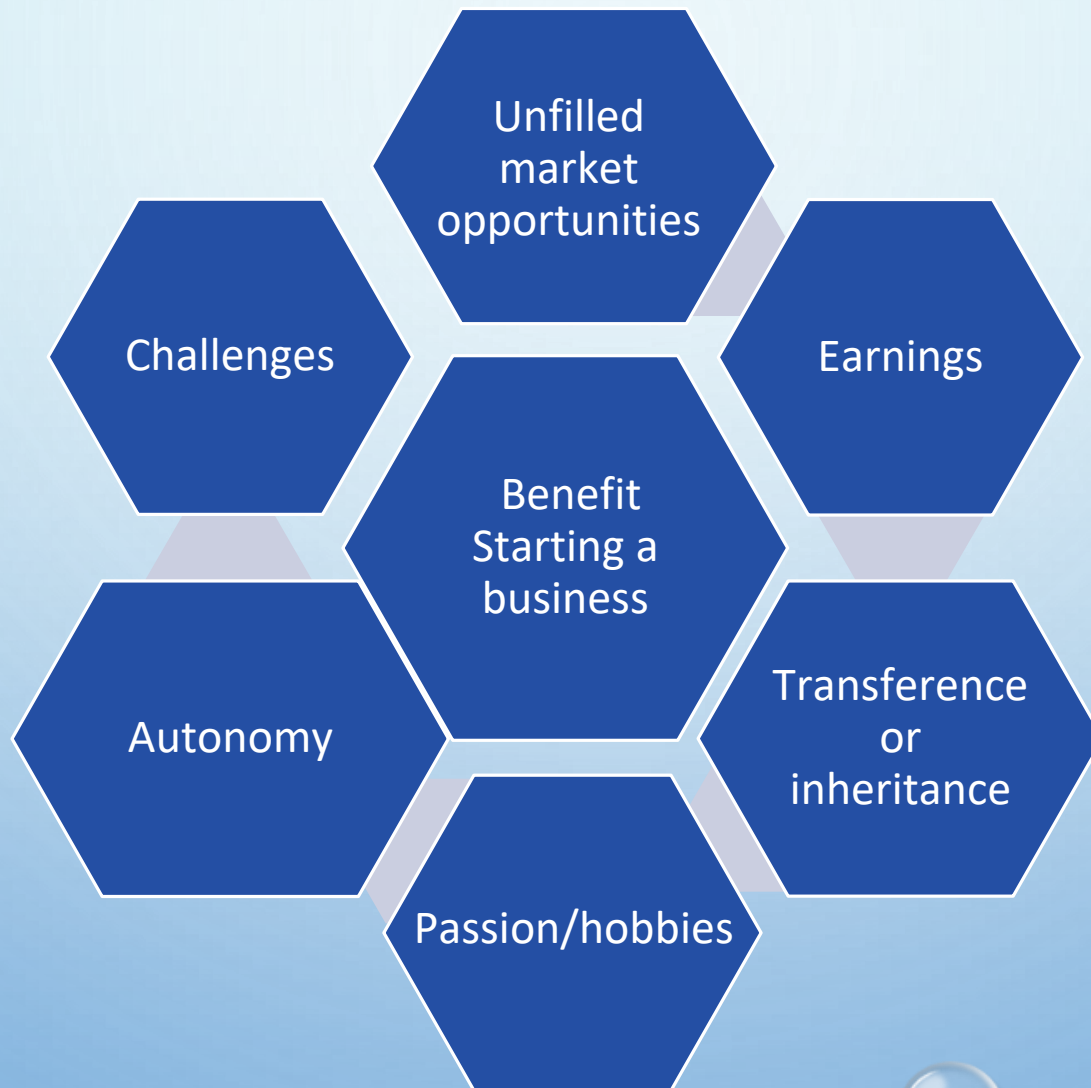 Unfilled
market
opportunities
Challenges
Earnings
Benefit
Starting a
business
Autonomy
Transference
or
inheritance
Passion/hobbies